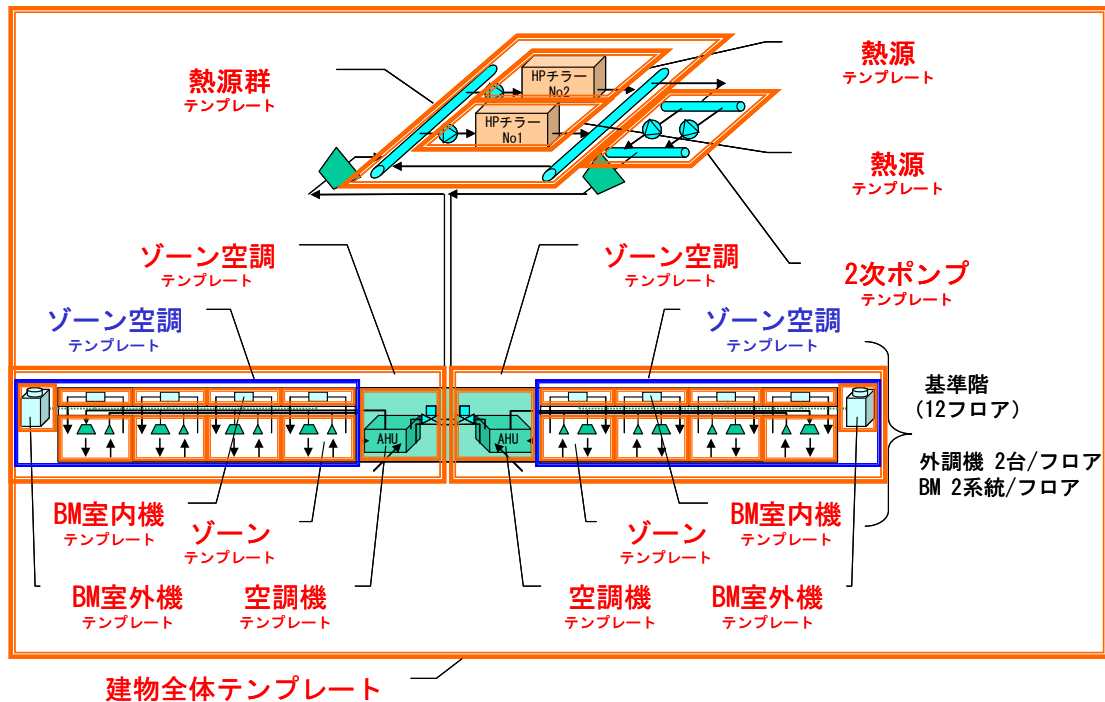 熱源群
テンプレート
熱源
テンプレート
HPチラー
No2
HPチラー
No1
熱源
テンプレート
ゾーン空調
テンプレート
ゾーン空調
テンプレート
2次ポンプ
テンプレート
ゾーン空調
テンプレート
ゾーン空調
テンプレート
AHU
AHU
基準階
(12フロア)
外調機 2台/フロア
BM 2系統/フロア
BM室内機
テンプレート
ゾーン
テンプレート
ゾーン
テンプレート
BM室内機
テンプレート
BM室外機
テンプレート
空調機
テンプレート
空調機
テンプレート
BM室外機
テンプレート
建物全体テンプレート